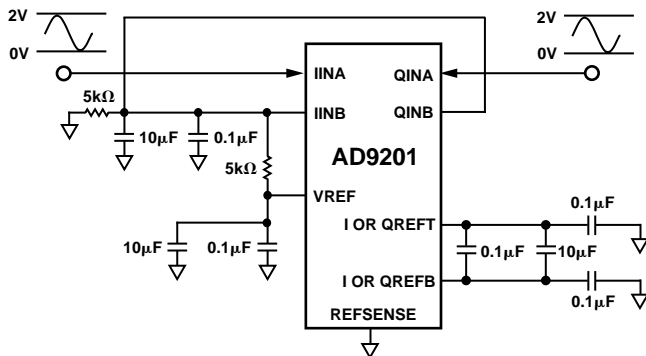 2V
0V
2V
0V
IINA
QINA
5kΩ
IINB
QINB
10µF
0.1µF
AD9201
5kΩ
VREF
0.1µF
I OR QREFT
10µF
0.1µF
0.1µF
10µF
I OR QREFB
0.1µF
REFSENSE